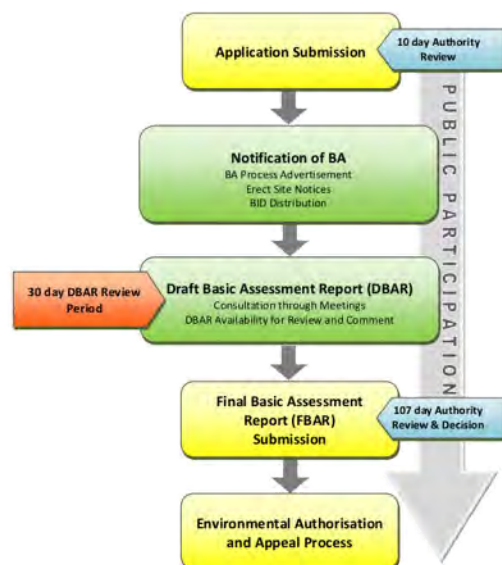 Application Submission
10 day Authority
Review
Notification of BA
BA Process Advertisement
Erect Site Notices
BID Distribution
30 day DBAR Review
Period
Draft Basic Assessment Report (DBAR)
Consultation through Meetings
DBAR Availability for Review and Comment
Final Basic Assessment
Report (FBAR)
Submission
107 day Authority
Review & Decision
Environmental Authorisation
and Appeal Process
PUBLIC PARTICIPATION